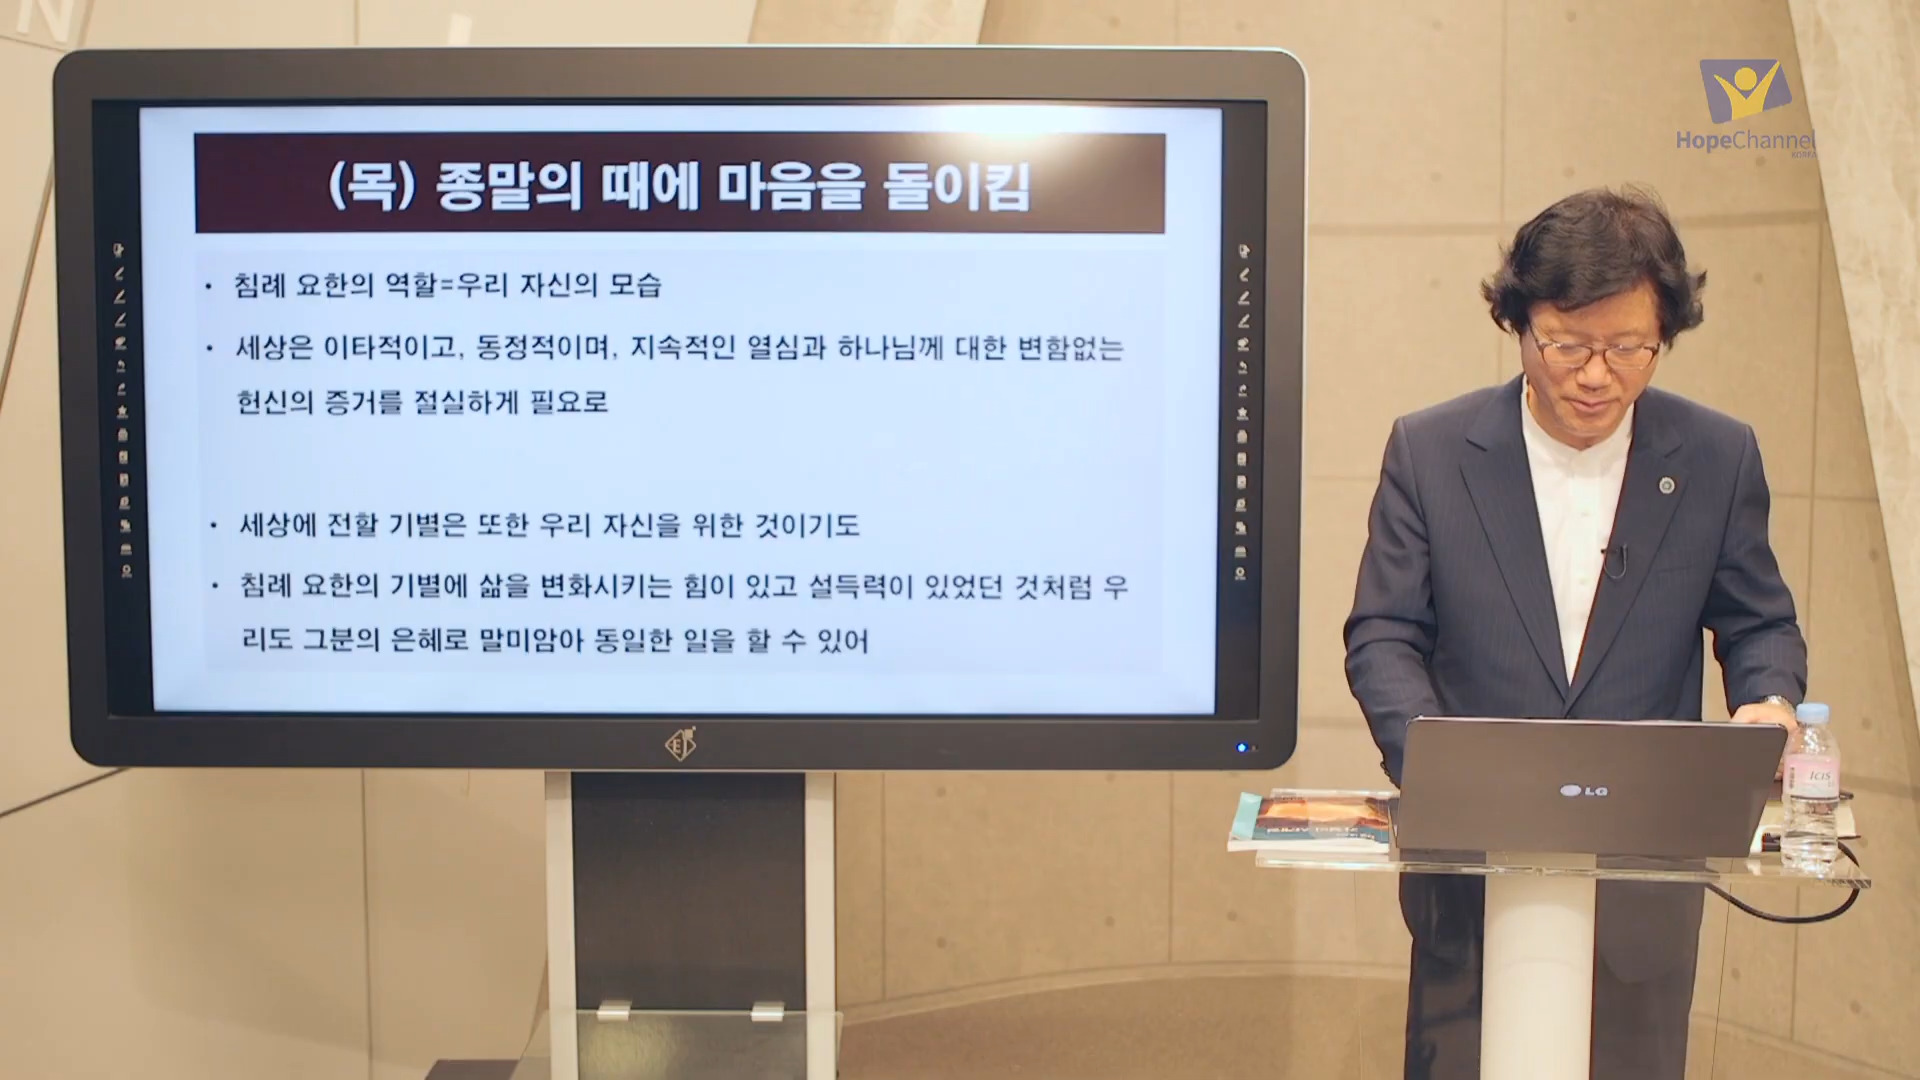 HopeChannel
KOREA
(목) 종말의 때에 마음을 돌이킴
• 침례 요한의 역할=우리 자신의 모습
• 세상은 이타적이고, 동정적이며, 지속적인 열심과 하나님께 대한 변함없는
헌신의 증거를 절실하게 필요로
• 세상에 전할 기별은 또한 우리 자신을 위한 것이기도
• 침례 요한의 기별에 삶을 변화시키는 힘이 있고 설득력이 있었던 것처럼 우
리도 그분의 은혜로 말미암아 동일한 일을 할 수 있어
LG
Icis